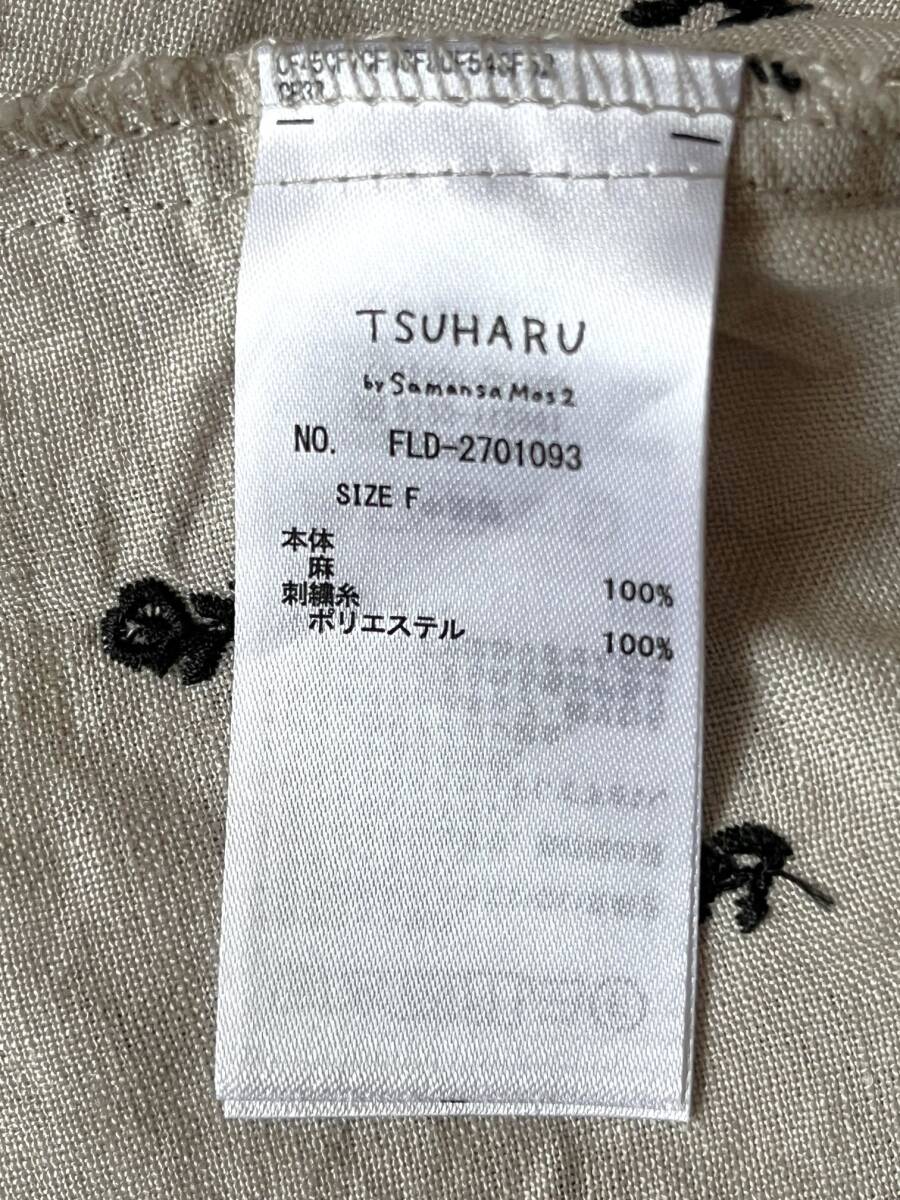 TSUHARU
by Samansa Mos2
NO. FLD-2701093
SIZE F
本体
麻 100%
刺繍糸
ポリエステル 100%